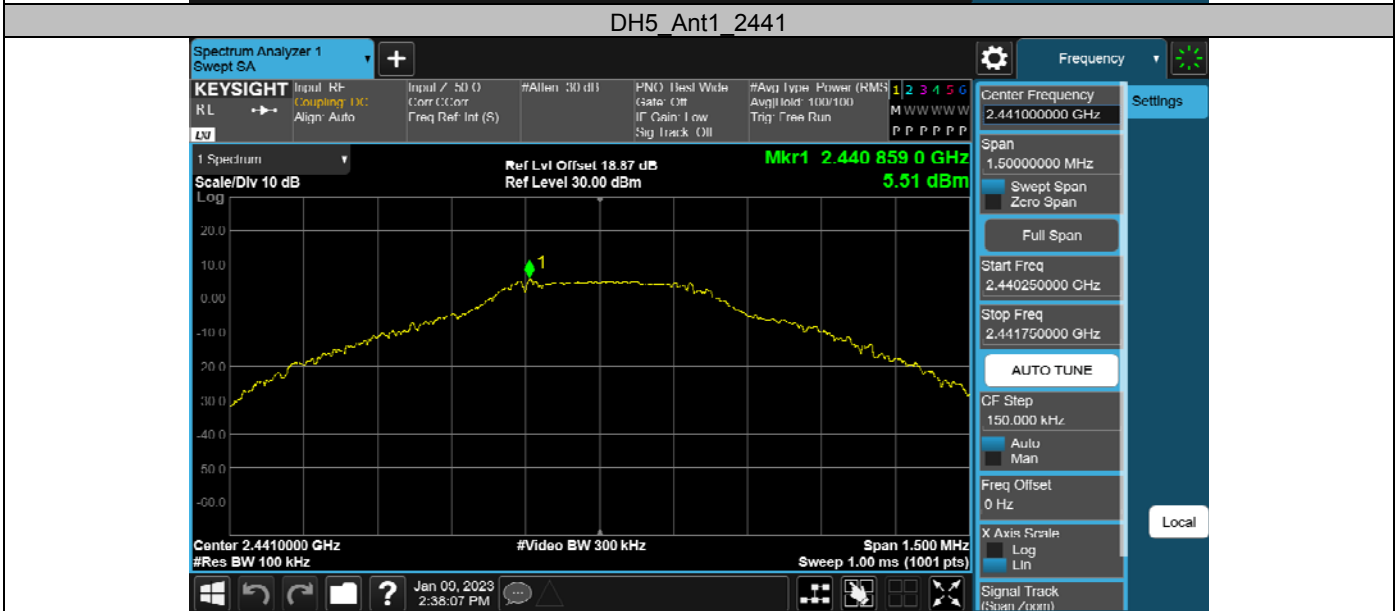 DH5_Ant1_2441
Spectrum Analyzer 1
Swept SA
+
Frequency
KEYSIGHT
RL
LXI
Input: RF
Coupling: DC
Align: Auto
Input Z: 50 Ω
Corr CCorr
Freq Ref: Int (S)
#Atten: 30 dB
PNO: Best Wide
Gate: Off
IF Gain: Low
Sig Track: Off
#Avg Type: Power (RMS
Avg|Hold: 100/100
Trig: Free Run
1 2 3 4 5 6
M W W W W W
P P P P P P
Center Frequency
2.441000000 GHz
Settings
1 Spectrum
Scale/Div 10 dB
Log
Ref Lvl Offset 18.87 dB
Ref Level 30.00 dBm
Mkr1 2.440 859 0 GHz
5.51 dBm
Span
1.50000000 MHz
Swept Span
Zero Span
Full Span
Start Freq
2.440250000 GHz
Stop Freq
2.441750000 GHz
AUTO TUNE
CF Step
150.000 kHz
Auto
Man
Freq Offset
0 Hz
X Axis Scale
Log
Lin
Signal Track
(Span Zoom)
Local
20.0
10.0
0.00
-10.0
-20.0
-30.0
-40.0
-50.0
-60.0
1
Center 2.4410000 GHz
#Res BW 100 kHz
#Video BW 300 kHz
Span 1.500 MHz
Sweep 1.00 ms (1001 pts)
?
Jan 09, 2023
2:38:07 PM